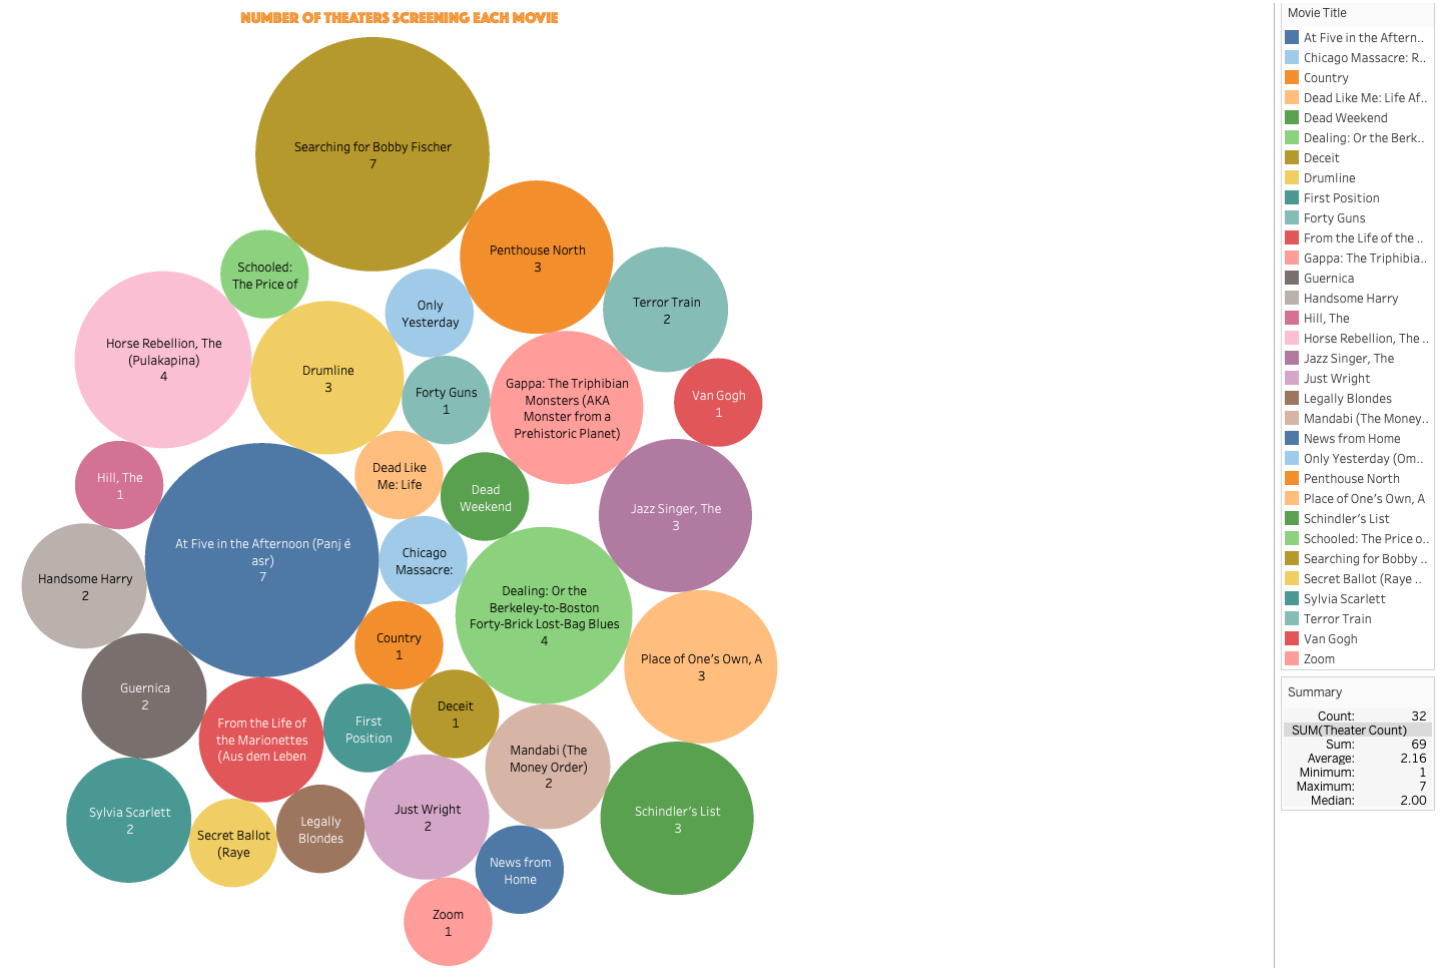 NUMBER OF THEATERS SCREENING EACH MOVIE
Searching for Bobby Fischer
7
Penthouse North
3
Schooled:
The Price of
Terror Train
2
Only
Yesterday
Horse Rebellion, The
(Pulakapina)
4
Drumline
3
Forty Guns
1
Gappa: The Triphibian
Monsters (AKA
Monster from a
Prehistoric Planet)
Van Gogh
1
Hill, The
1
Dead Like
Me: Life
Dead
Weekend
Jazz Singer, The
3
At Five in the Afternoon (Panj é
asr)
7
Chicago
Massacre:
Handsome Harry
2
Dealing: Or the
Berkeley-to-Boston
Forty-Brick Lost-Bag Blues
4
Country
1
Place of One's Own, A
3
Guernica
2
From the Life of
the Marionettes
(Aus dem Leben
First
Position
Deceit
1
Mandabi (The
Money Order)
2
Sylvia Scarlett
2
Secret Ballot
(Raye
Legally
Blondes
Just Wright
2
Schindler's List
3
News from
Home
Zoom
1
Movie Title
At Five in the Aftern..
Chicago Massacre: R..
Country
Dead Like Me: Life Af..
Dead Weekend
Dealing: Or the Berk..
Deceit
Drumline
First Position
Forty Guns
From the Life of the ..
Gappa: The Triphibia..
Guernica
Handsome Harry
Hill, The
Horse Rebellion, The ..
Jazz Singer, The
Just Wright
Legally Blondes
Mandabi (The Money..
News from Home
Only Yesterday (Om..
Penthouse North
Place of One's Own, A
Schindler's List
Schooled: The Price o..
Searching for Bobby ..
Secret Ballot (Raye ..
Sylvia Scarlett
Terror Train
Van Gogh
Zoom
Summary
Count: 32
SUM(Theater Count)
Sum: 69
Average: 2.16
Minimum: 1
Maximum: 7
Median: 2.00